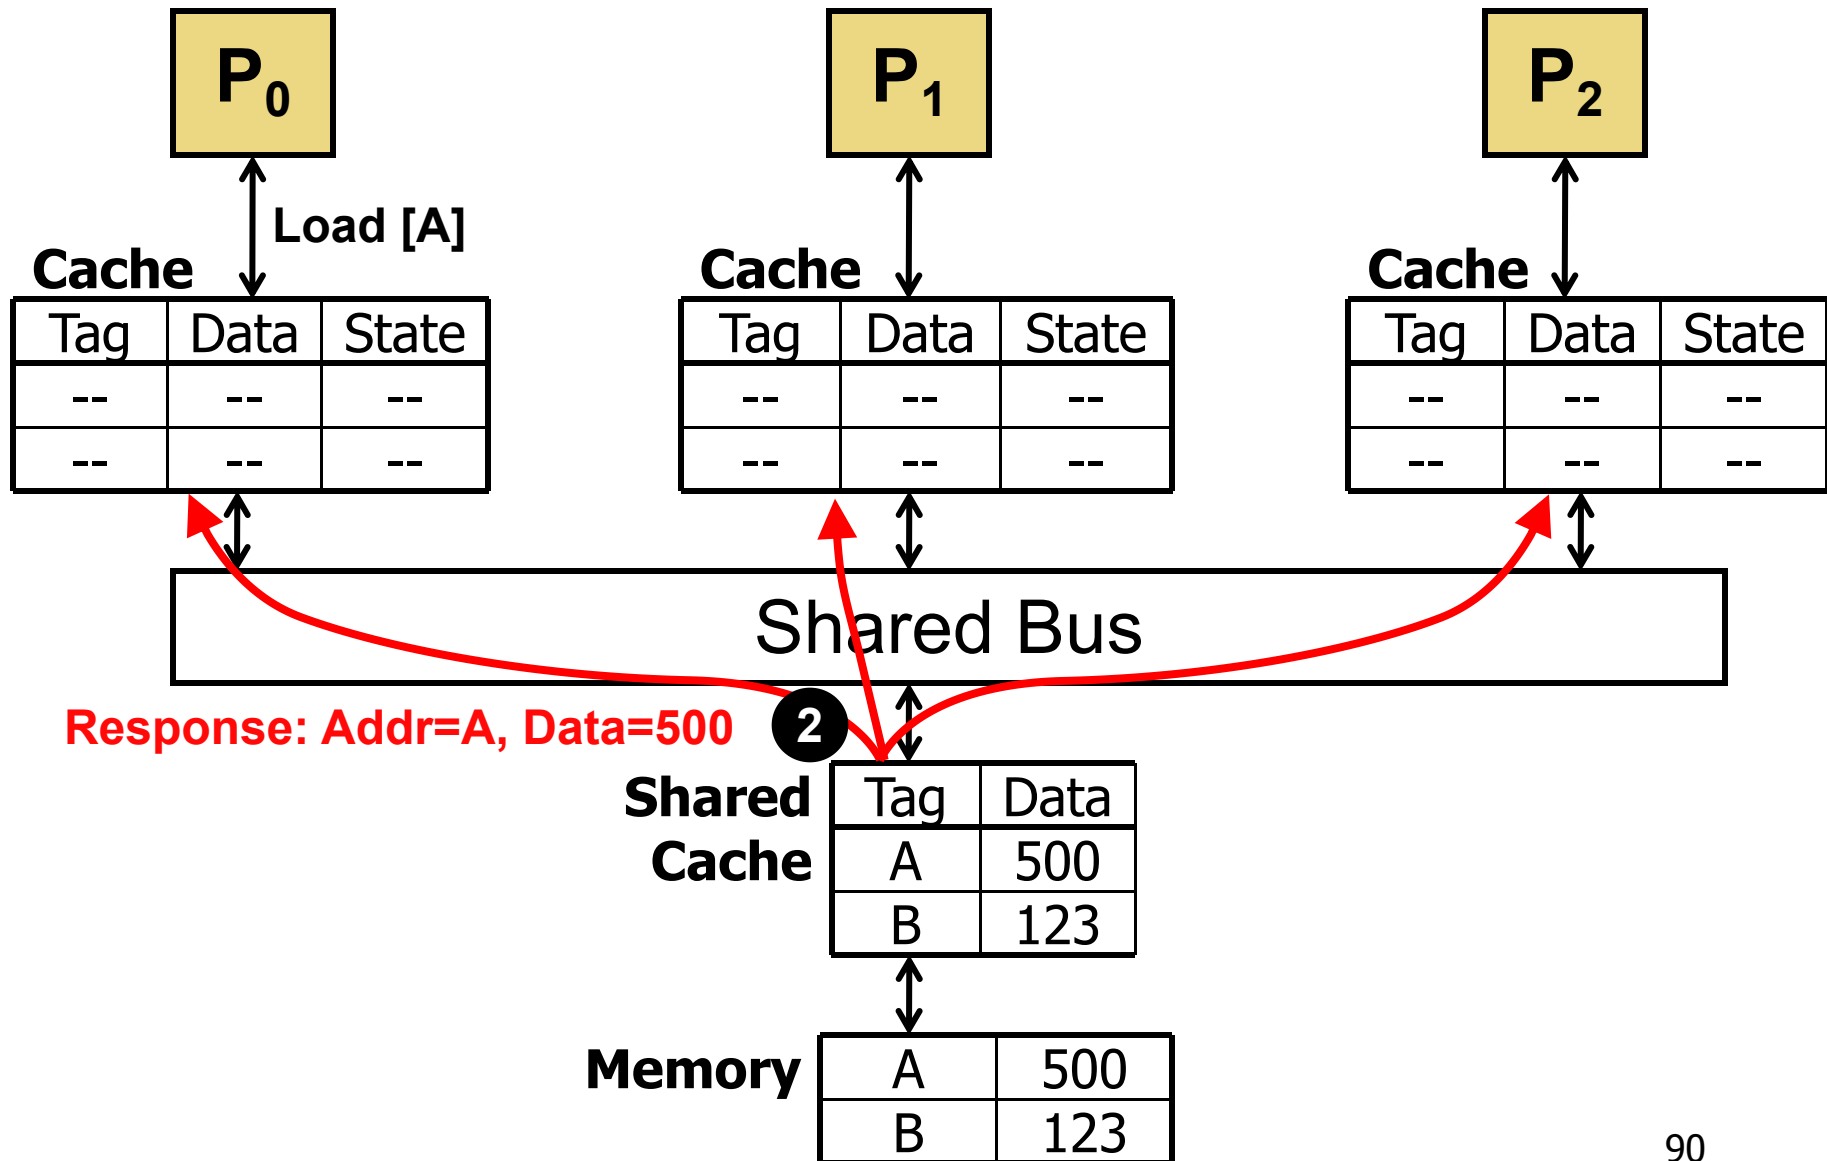 P0 P1 P2
Load [A]
Cache Cache Cache
Tag Data State Tag Data State Tag Data State
-- -- -- -- -- -- -- -- --
-- -- -- -- -- -- -- -- --
Shared Bus
Response: Addr=A, Data=500 2
Shared Tag Data
Cache A 500
B 123
Memory A 500
B 123
90